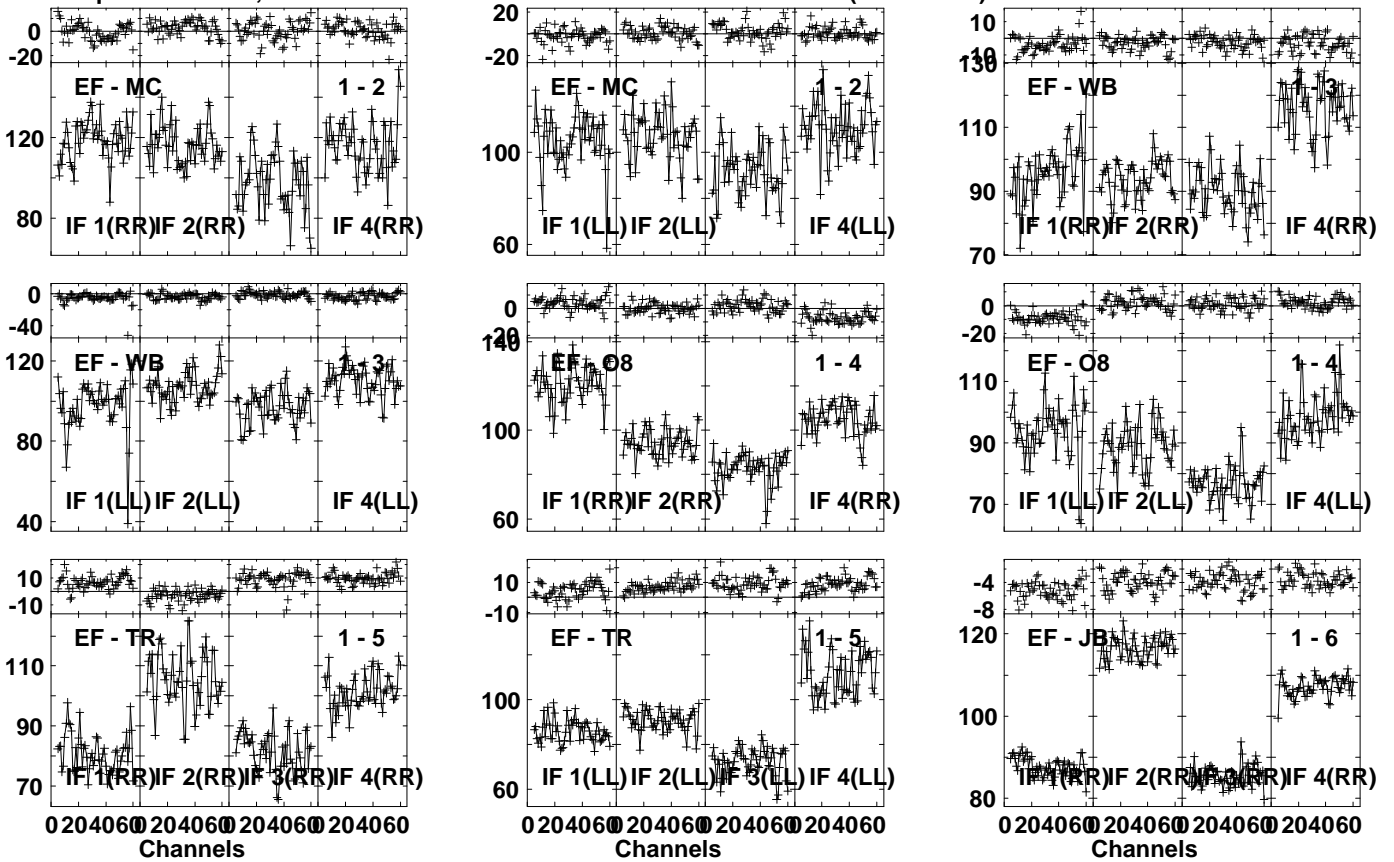 0
-20
EF - MC
1 - 2
120
80
IF 1(RR)
IF 2(RR)
IF 4(RR)
20
0
-20
EF - MC
1 - 2
100
60
IF 1(LL)
IF 2(LL)
IF 4(LL)
10
-10
130
EF - WB
1 - 3
110
90
70
IF 1(RR)
IF 2(RR)
IF 4(RR)
0
-40
EF - WB
1 - 3
120
100
80
40
IF 1(LL)
IF 2(LL)
IF 4(LL)
0
-20
140
EF - O8
1 - 4
100
60
IF 1(RR)
IF 2(RR)
IF 4(RR)
0
-20
EF - O8
1 - 4
110
90
70
IF 1(LL)
IF 2(LL)
IF 4(LL)
10
-10
EF - TR
1 - 5
110
90
70
IF 1(RR)
IF 2(RR)
IF 3(RR)
IF 4(RR)
0 204060
0 204060
0 204060
0 204060
Channels
10
-10
EF - TR
1 - 5
100
60
IF 1(LL)
IF 2(LL)
IF 3(LL)
IF 4(LL)
0 204060
0 204060
0 204060
0 204060
Channels
-4
-8
EF - JB
1 - 6
120
100
80
IF 1(RR)
IF 2(RR)
IF 3(RR)
IF 4(RR)
0 204060
0 204060
0 204060
0 204060
Channels